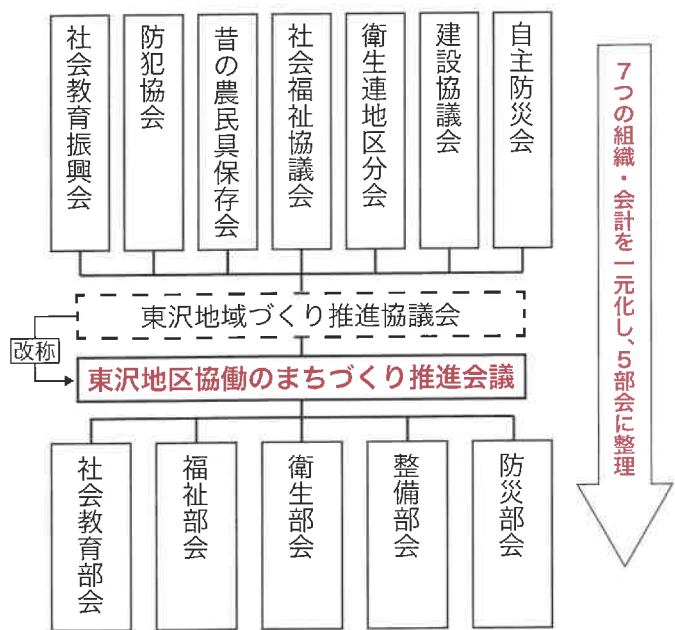 自主防災会
建設協議会
衛生連地区分会
社会福祉協議会
昔の農民具保存会
防犯協会
社会教育振興会
7つの組織・会計を一元化し、5部会に整理
東沢地域づくり推進協議会
改称
東沢地区協働のまちづくり推進会議
防災部会
整備部会
衛生部会
福祉部会
社会教育部会